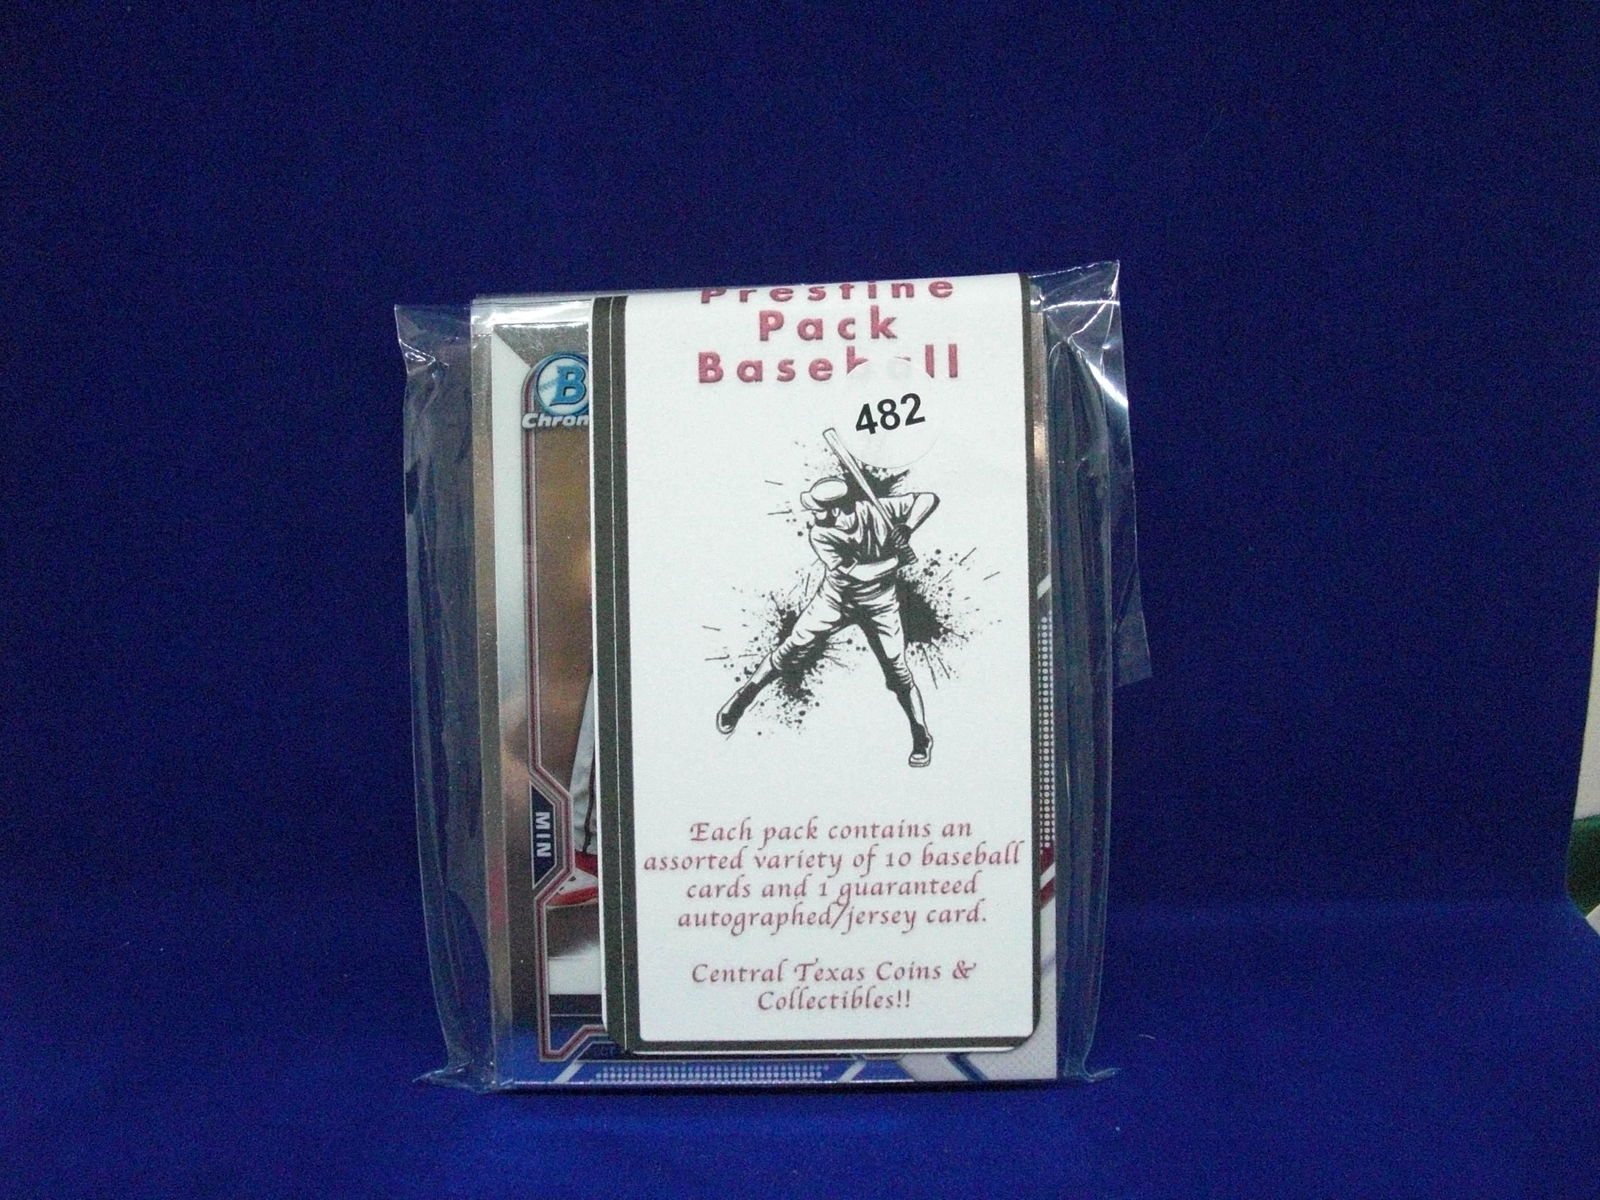 Prestine
Pack
Baseball
482
B
Chrom
MIN
Each pack contains an
assorted variety of 10 baseball
cards and 1 guaranteed
autographed/jersey card.
Central Texas Coins &
Collectibles!!